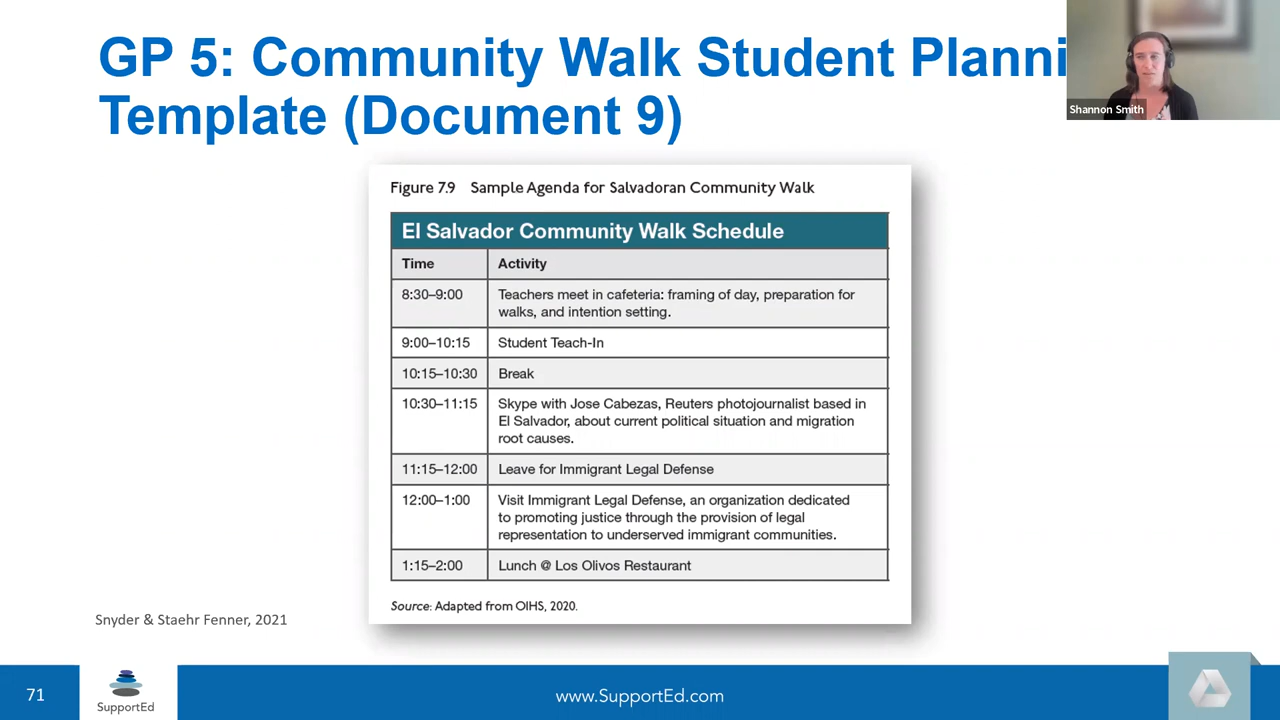 GP 5: Community Walk Student Planni
Template (Document 9)
Shannon Smith
Figure 7.9 Sample Agenda for Salvadoran Community Walk
El Salvador Community Walk Schedule
Time Activity
8:30–9:00 Teachers meet in cafeteria: framing of day, preparation for
walks, and intention setting.
9:00–10:15 Student Teach-In
10:15–10:30 Break
10:30–11:15 Skype with Jose Cabezas, Reuters photojournalist based in
El Salvador, about current political situation and migration
root causes.
11:15–12:00 Leave for Immigrant Legal Defense
12:00–1:00 Visit Immigrant Legal Defense, an organization dedicated
to promoting justice through the provision of legal
representation to underserved immigrant communities.
1:15–2:00 Lunch @ Los Olivos Restaurant
Source: Adapted from OIHS, 2020.
Snyder & Staehr Fenner, 2021
71
SupportEd
www.SupportEd.com